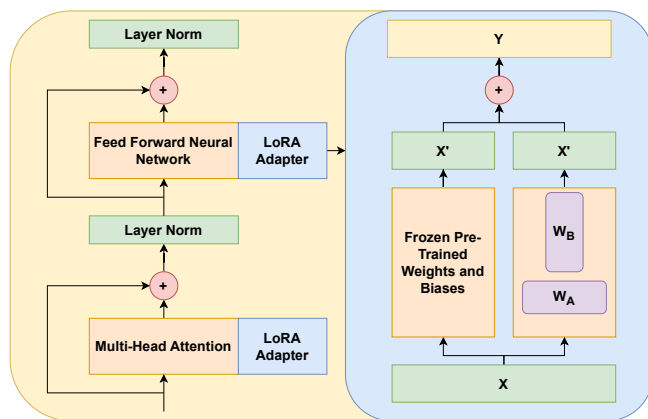 Layer Norm
+
Feed Forward Neural
Network
LoRA
Adapter
Layer Norm
+
Multi-Head Attention
LoRA
Adapter
Y
+
X'
X'
Frozen Pre-
Trained
Weights and
Biases
W_B
W_A
X